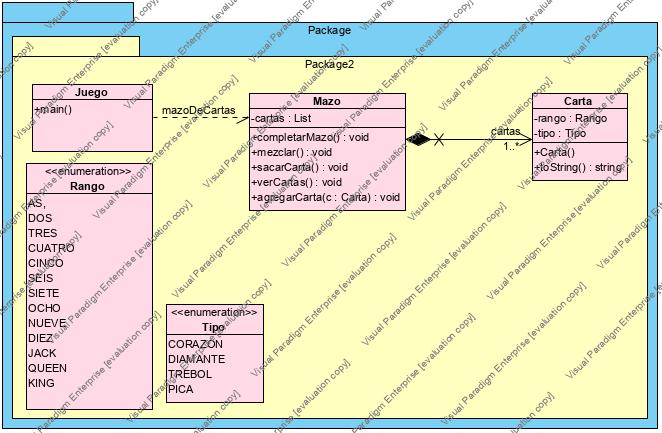 Package
Package2
Juego
+main()
mazoDeCartas
Mazo
-cartas : List
+completarMazo() : void
+mezclar() : void
+sacarCarta() : void
+verCartas() : void
+agregarCarta(c : Carta) : void
cartas
1..*
Carta
-rango : Rango
-tipo : Tipo
+Carta()
+toString() : string
<<enumeration>>
Rango
AS,
DOS
TRES
CUATRO
CINCO
SEIS
SIETE
OCHO
NUEVE
DIEZ
JACK
QUEEN
KING
<<enumeration>>
Tipo
CORAZÓN
DIAMANTE
TREBOL
PICA
Visual Paradigm Enterprise [evaluation copy]